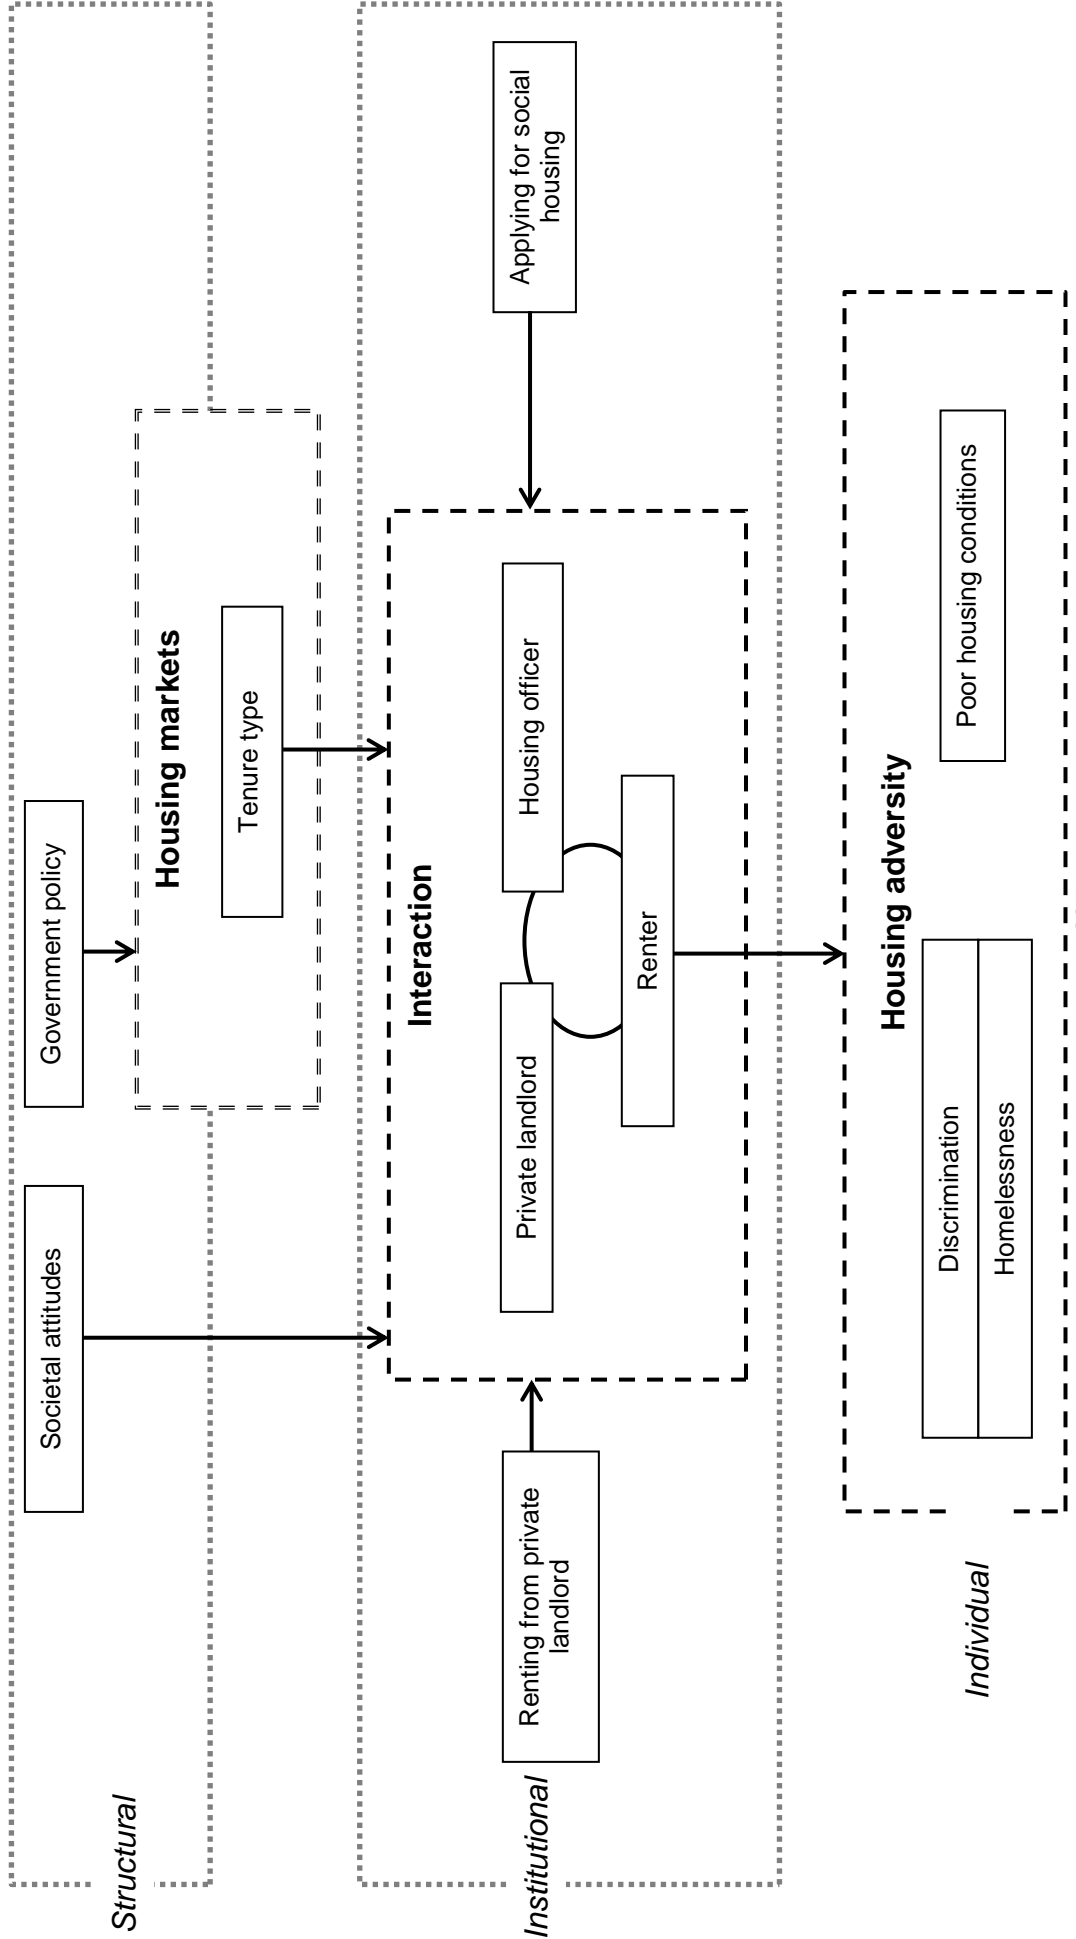 Structural
Societal attitudes
Government policy
Housing markets
Tenure type
Institutional
Renting from private
landlord
Interaction
Private landlord
Housing officer
Renter
Applying for social
housing
Individual
Housing adversity
Discrimination
Homelessness
Poor housing conditions